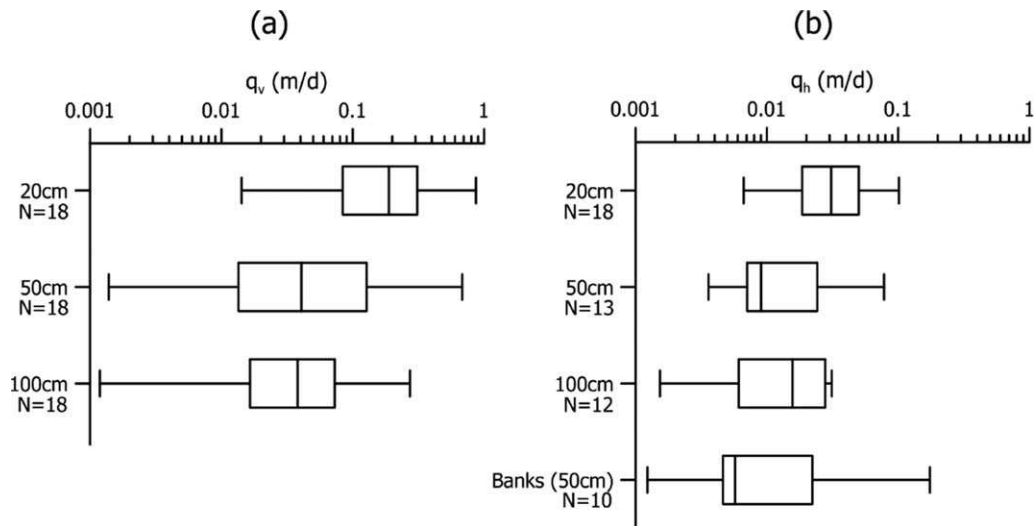 (a)
q_v (m/d)
0.001 0.01 0.1 1
20cm
N=18
50cm
N=18
100cm
N=18
(b)
q_h (m/d)
0.001 0.01 0.1 1
20cm
N=18
50cm
N=13
100cm
N=12
Banks (50cm)
N=10